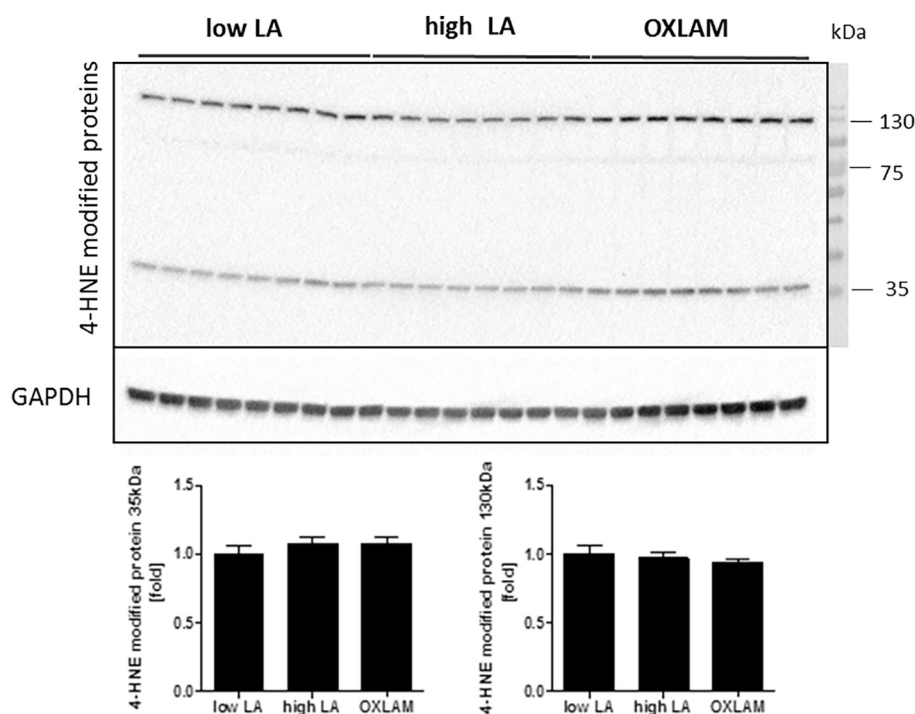 low LA high LA OXLAM
kDa
4-HNE modified proteins
130
75
35
GAPDH
4-HNE modified protein 35kDa
[fold]
1.5
1.0
0.5
0.0
low LA high LA OXLAM
4-HNE modified protein 130kDa
[fold]
1.5
1.0
0.5
0.0
low LA high LA OXLAM